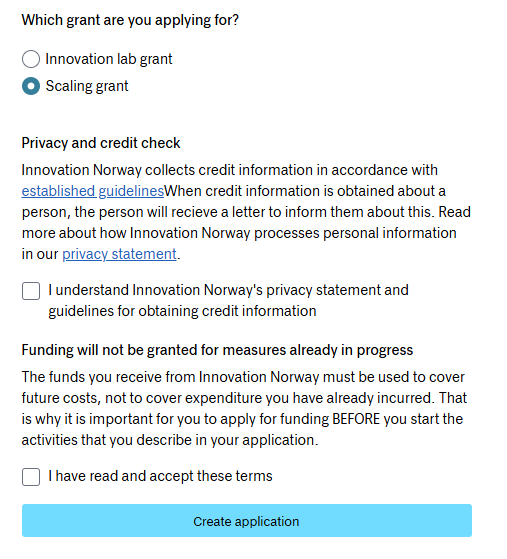 Which grant are you applying for?
Innovation lab grant
Scaling grant
Privacy and credit check
Innovation Norway collects credit information in accordance with
established guidelinesWhen credit information is obtained about a
person, the person will recieve a letter to inform them about this. Read
more about how Innovation Norway processes personal information
in our privacy statement.
I understand Innovation Norway's privacy statement and
guidelines for obtaining credit information
Funding will not be granted for measures already in progress
The funds you receive from Innovation Norway must be used to cover
future costs, not to cover expenditure you have already incurred. That
is why it is important for you to apply for funding BEFORE you start the
activities that you describe in your application.
I have read and accept these terms
Create application